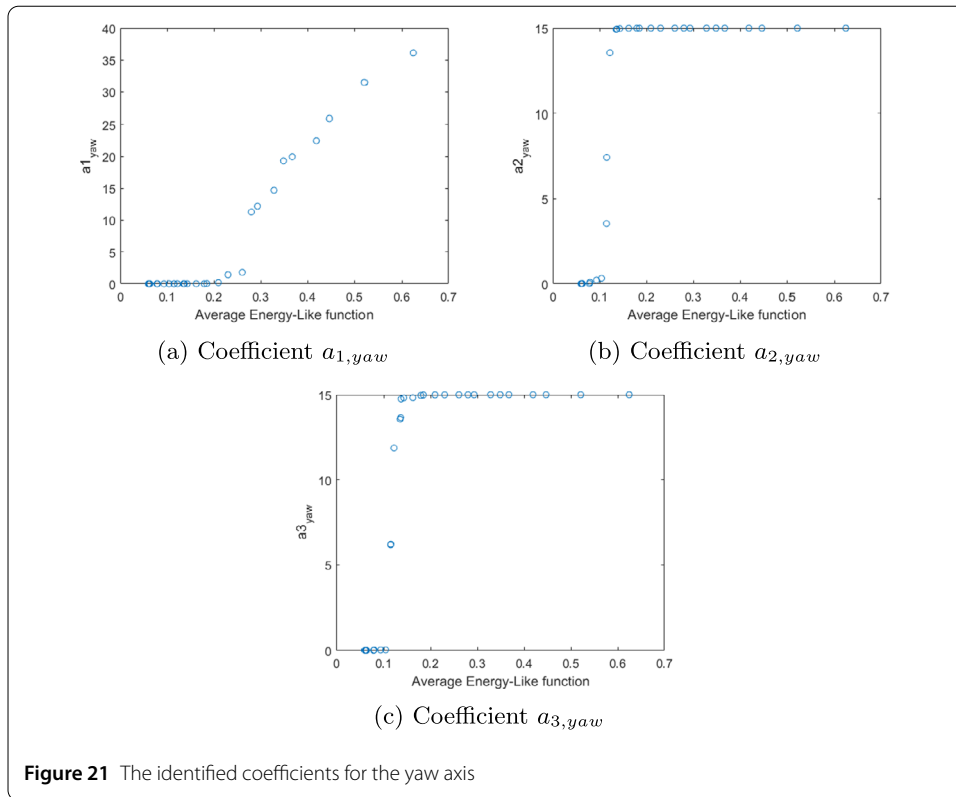 40
35
30
25
20
15
10
5
0
a1yaw
0 0.1 0.2 0.3 0.4 0.5 0.6 0.7
Average Energy-Like function
(a) Coefficient a1,yaw
15
10
5
0
a2yaw
0 0.1 0.2 0.3 0.4 0.5 0.6 0.7
Average Energy-Like function
(b) Coefficient a2,yaw
15
10
5
0
a3yaw
0 0.1 0.2 0.3 0.4 0.5 0.6 0.7
Average Energy-Like function
(c) Coefficient a3,yaw
Figure 21 The identified coefficients for the yaw axis